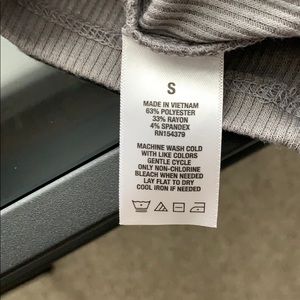 S
MADE IN VIETNAM
63% POLYESTER
33% RAYON
4% SPANDEX
RN154379
MACHINE WASH COLD
WITH LIKE COLORS
GENTLE CYCLE
ONLY NON-CHLORINE
BLEACH WHEN NEEDED
LAY FLAT TO DRY
COOL IRON IF NEEDED